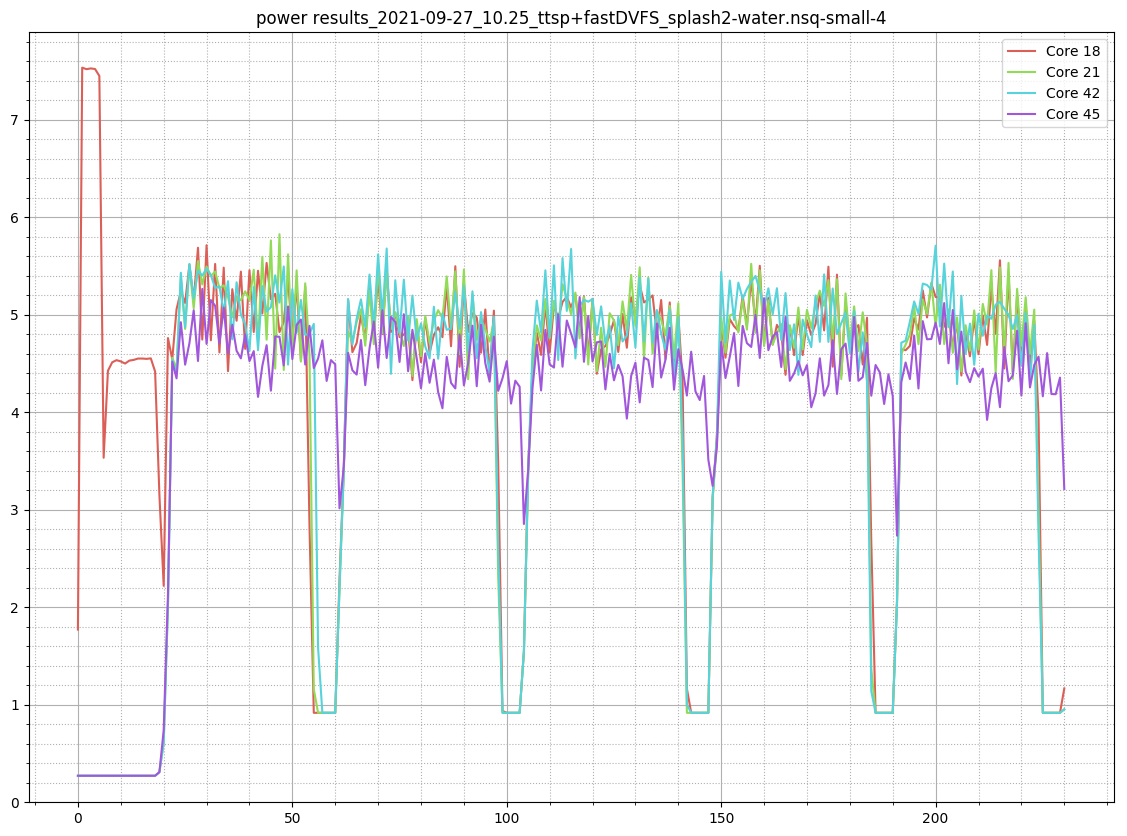 power results_2021-09-27_10.25_ttsp+fastDVFS_splash2-water.nsq-small-4
Core 18
Core 21
Core 42
Core 45
7
6
5
4
3
2
1
0
0 50 100 150 200